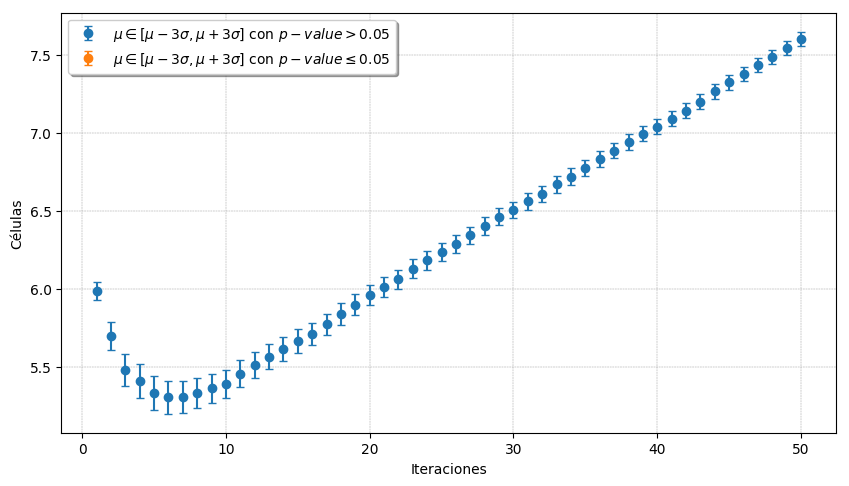 μ ∈ [μ − 3σ, μ + 3σ] con p − value > 0.05
μ ∈ [μ − 3σ, μ + 3σ] con p − value ≤ 0.05
7.5
7.0
6.5
6.0
5.5
Células
0 10 20 30 40 50
Iteraciones